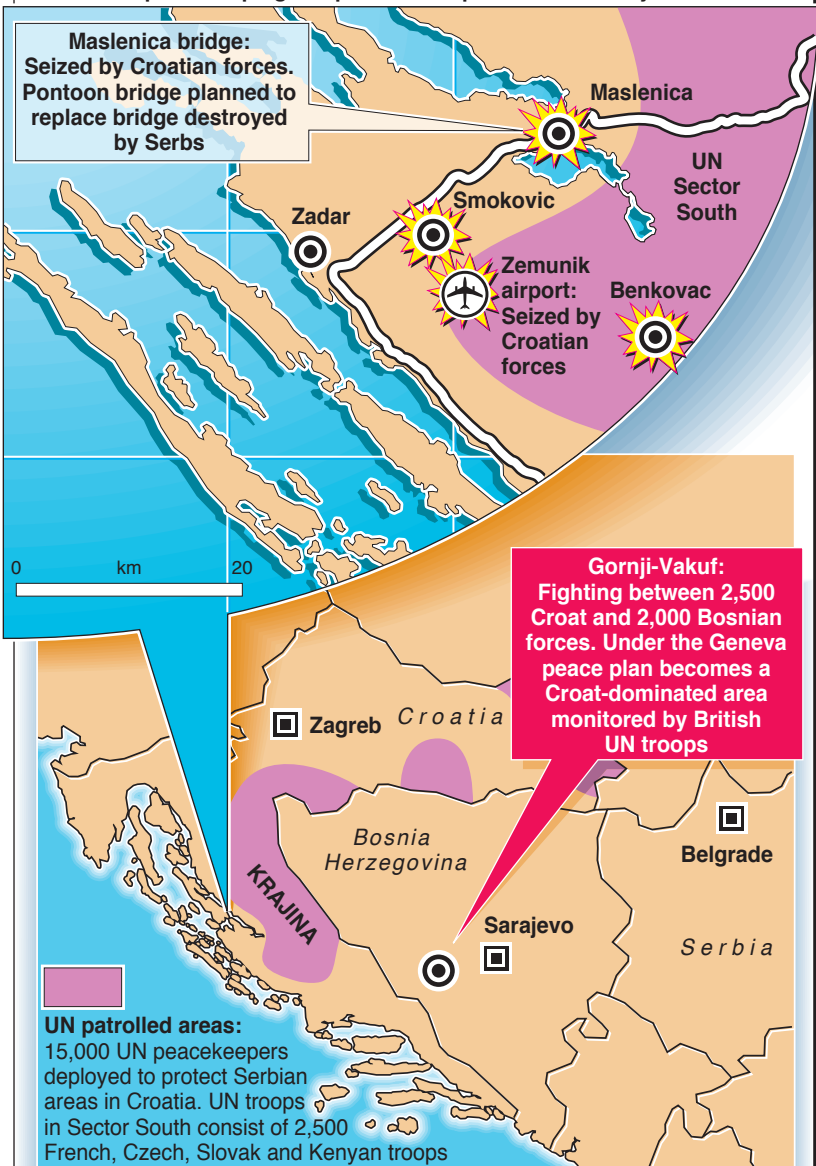 Maslenica bridge:
Seized by Croatian forces.
Pontoon bridge planned to
replace bridge destroyed
by Serbs
Maslenica
UN
Sector
South
Smokovic
Zadar
Zemunik
airport:
Seized by
Croatian
forces
Benkovac
0 km 20
Gornji-Vakuf:
Fighting between 2,500
Croat and 2,000 Bosnian
forces. Under the Geneva
peace plan becomes a
Croat-dominated area
monitored by British
UN troops
Zagreb
Croatia
Bosnia
Herzegovina
Belgrade
KRAJINA
Sarajevo
Serbia
UN patrolled areas:
15,000 UN peacekeepers
deployed to protect Serbian
areas in Croatia. UN troops
in Sector South consist of 2,500
French, Czech, Slovak and Kenyan troops